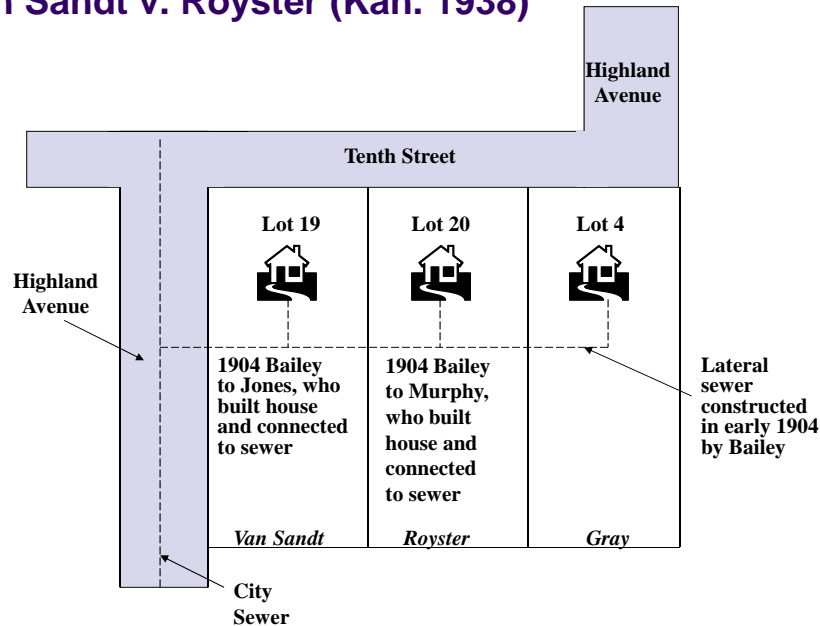 Sandt v. Royster (Kan. 1938)
Highland
Avenue
Tenth Street
Lot 19
Lot 20
Lot 4
Highland
Avenue
1904 Bailey
to Jones, who
built house
and connected
to sewer
1904 Bailey
to Murphy,
who built
house and
connected
to sewer
Lateral
sewer
constructed
in early 1904
by Bailey
Van Sandt
Royster
Gray
City
Sewer